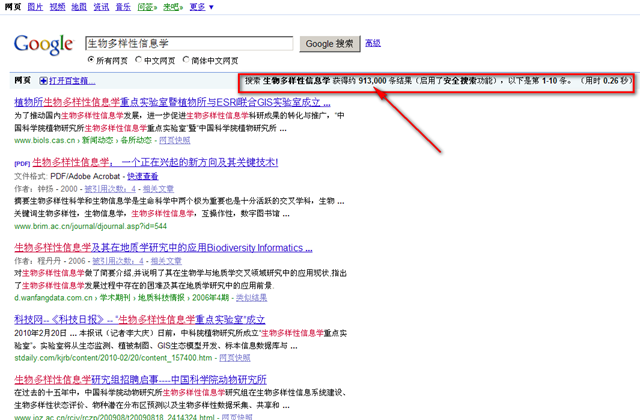 网页 图片 视频 地图 资讯 音乐 问答» 来吧» 更多 ▼
Google 生物多样性信息学 Google 搜索 高级
所有网页 中文网页 简体中文网页
网页 打开百宝箱... 搜索 生物多样性信息学 获得约 913,000 条结果（启用了安全搜索功能），以下是第 1-10 条。 （用时 0.26 秒）
植物所生物多样性信息学重点实验室暨植物所与ESRI联合GIS实验室成立 ...
为了推动国内生物多样性信息学发展，进一步促进生物多样性信息学科研成果的转化与推广，“中
国科学院植物研究所生物多样性信息学重点实验室”暨“中国科学院植物研究所 ...
www.biols.cas.cn › 新闻动态 › 各所动态 - 网页快照
[PDF] 生物多样性信息学： 一个正在兴起的新方向及其关键技术!
文件格式: PDF/Adobe Acrobat - 快速查看
作者：钟扬 - 2000 - 被引用次数：4 - 相关文章
摘要生物多样性科学和生物信息学是生命科学中两个极为重要也是十分活跃的交叉学科，生物 ...
关键词生物多样性，生物信息学，生物多样性信息学，互操作性，数字图书馆 ...
www.brim.ac.cn/journal/djournal.asp?id=544
生物多样性信息学及其在地质学研究中的应用Biodiversity Informatics ...
作者：程丹丹 - 2006 - 被引用次数：4 - 相关文章
对生物多样性信息学做了简要介绍,并说明了其在生物学与地质学交叉领域研究中的应用现状,指出
了生物多样性信息学发展过程中存在的困难及其在地质学研究中的应用前景.
d.wanfangdata.com.cn › 学术期刊 › 地质科技情报 › 2006年4期 - 类似结果
科技网--《科技日报》-- “生物多样性信息学重点实验室”成立
2010年2月20日 ... 本报讯（记者李大庆）日前，中科院植物研究所成立“生物多样性信息学重点实
验室”。实验室将从生态监测、植被制图、GIS生态模型开发、标本信息数据库与 ...
stdaily.com/kjrb/content/2010-02/20/content_157400.htm - 网页快照
生物多样性信息学研究组招聘启事----中国科学院动物研究所
在过去的十五年中，中国科学院动物研究所生物多样性信息学研究组在生物多样性信息系统建设、
生物多样性状态评价、物种潜在分布区预测以及生物多样性数据采集、共享和 ...
www.ioz.ac.cn/rcjy/rczp/200908/t20090818_2414324.html - 网页快照